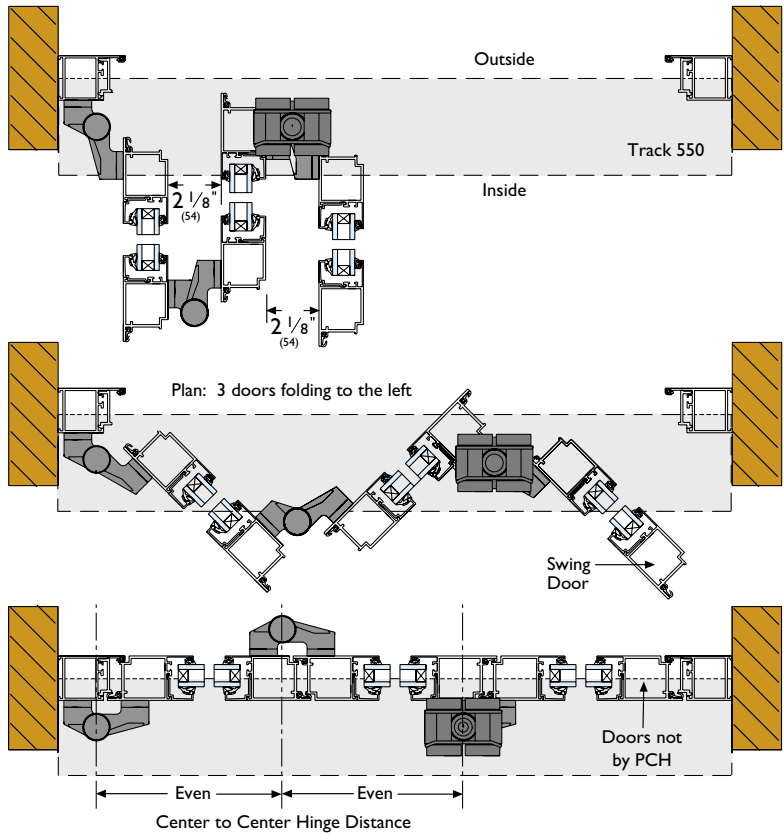 Outside
Track 550
Inside
2 1/8"
(54)
2 1/8"
(54)
Plan: 3 doors folding to the left
Swing
Door
Doors not
by PCH
Even
Even
Center to Center Hinge Distance